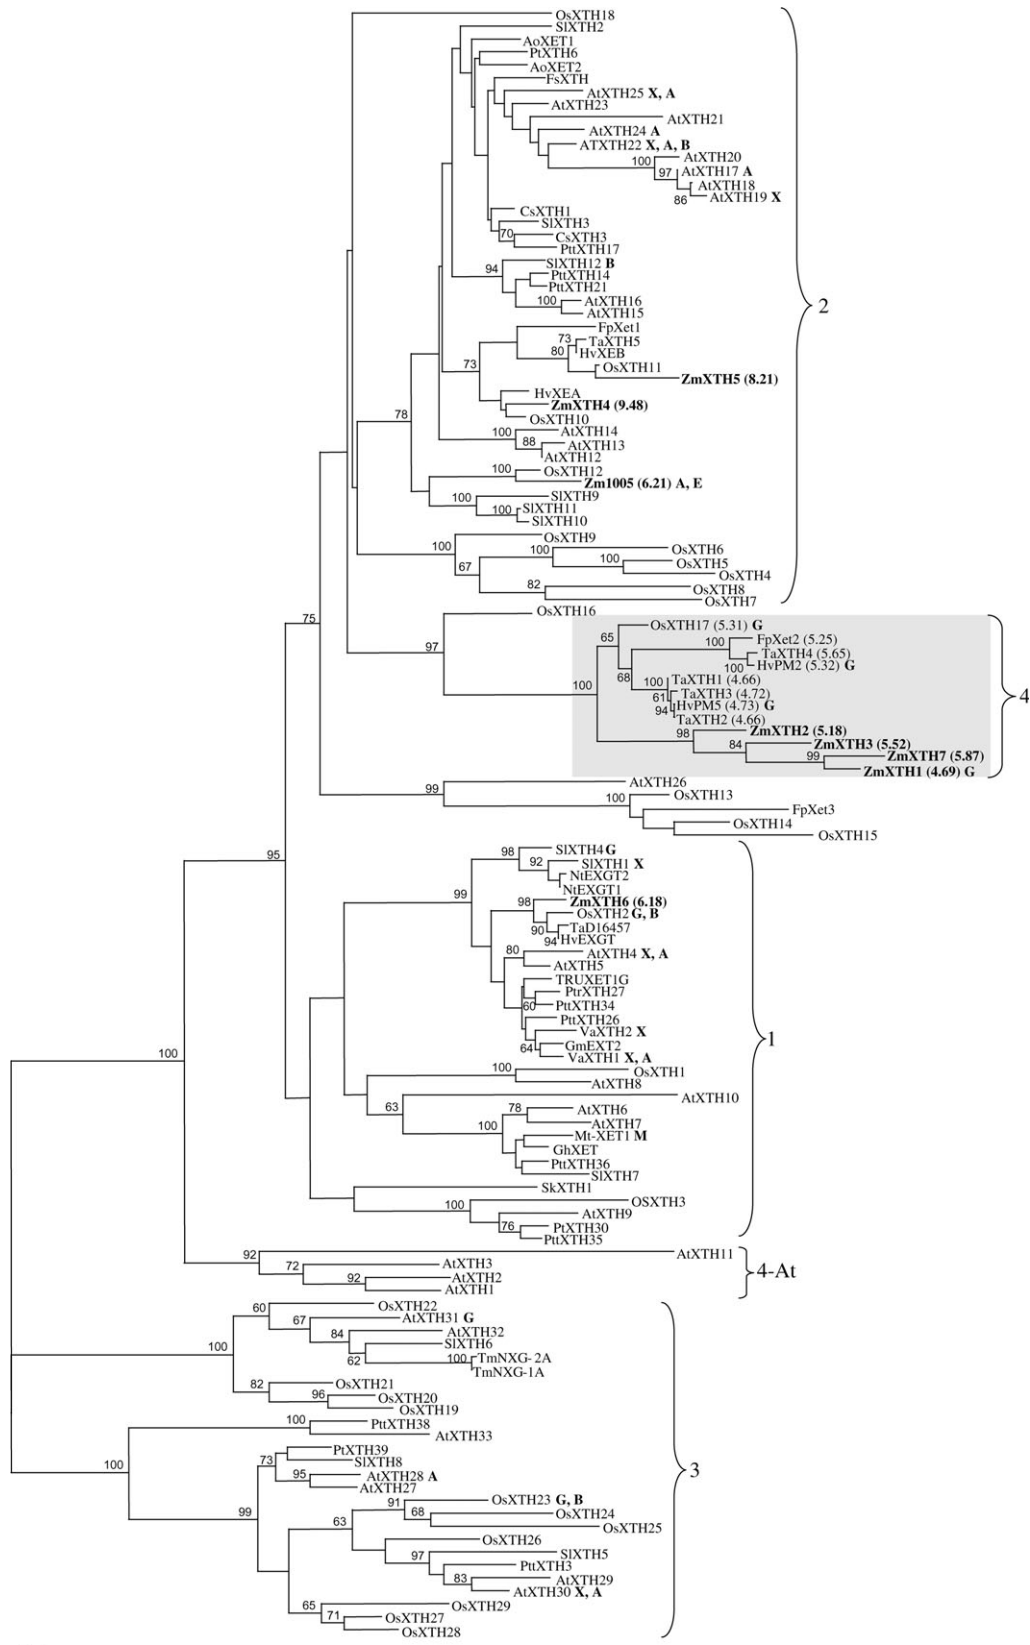 OsXTH18
SlXTH2
AoXET1
PtXTH6
AoXET2
FsXTH
AtXTH25 X, A
AtXTH23
AtXTH21
AtXTH24 A
ATXTH22 X, A, B
100 AtXTH20
97 AtXTH17 A
AtXTH18
86 AtXTH19 X
CsXTH1
SlXTH3
70 CsXTH3
PttXTH17
94 SlXTH12 B
PttXTH14
PttXTH21
100 AtXTH16
AtXTH15
2
FpXet1
73 TaXTH5
80 HvXEB
OsXTH11
73
ZmXTH5 (8.21)
HvXEA
ZmXTH4 (9.48)
78 OsXTH10
100 AtXTH14
88 AtXTH13
AtXTH12
100 OsXTH12
Zm1005 (6.21) A, E
100 SlXTH9
100 SlXTH11
SlXTH10
100 OsXTH9
100 OsXTH6
67 100 OsXTH5
OsXTH4
82 OsXTH8
OsXTH7
75 OsXTH16
97 65 OsXTH17 (5.31) G
100 FpXet2 (5.25)
TaXTH4 (5.65)
100 HvPM2 (5.32) G
68 100 TaXTH1 (4.66)
100 61 TaXTH3 (4.72)
4
94 HvPM5 (4.73) G
TaXTH2 (4.66)
98 ZmXTH2 (5.18)
84 ZmXTH3 (5.52)
99 ZmXTH7 (5.87)
ZmXTH1 (4.69) G
99 AtXTH26
100 OsXTH13
FpXet3
OsXTH14
OsXTH15
95 98 SlXTH4 G
92 SlXTH1 X
NtEXGT2
99 NtEXGT1
98 ZmXTH6 (6.18)
OsXTH2 G, B
90 TaD16457
94 HvEXGT
80 AtXTH4 X, A
AtXTH5
TRUXET1G
PtrXTH27
60 PttXTH34
PttXTH26
VaXTH2 X
1
64 GmEXT2
VaXTH1 X, A
100 100 OsXTH1
AtXTH8
AtXTH10
63 78 AtXTH6
AtXTH7
100 Mt-XET1 M
GhXET
PttXTH36
SlXTH7
SkXTH1
100 OSXTH3
AtXTH9
76 PtXTH30
PttXTH35
92 AtXTH11
72 AtXTH3
4-At
92 AtXTH2
AtXTH1
60 OsXTH22
67 AtXTH31 G
84 AtXTH32
SlXTH6
100 62 100 TmNXG-2A
TmNXG-1A
82 OsXTH21
96 OsXTH20
OsXTH19
100 PttXTH38
AtXTH33
PtXTH39
73 SlXTH8
100 95 AtXTH28 A
3
AtXTH27
91 OsXTH23 G, B
99 63 68 OsXTH24
OsXTH25
OsXTH26
97 SlXTH5
PttXTH3
83 AtXTH29
AtXTH30 X, A
65 OsXTH29
71 OsXTH27
OsXTH28